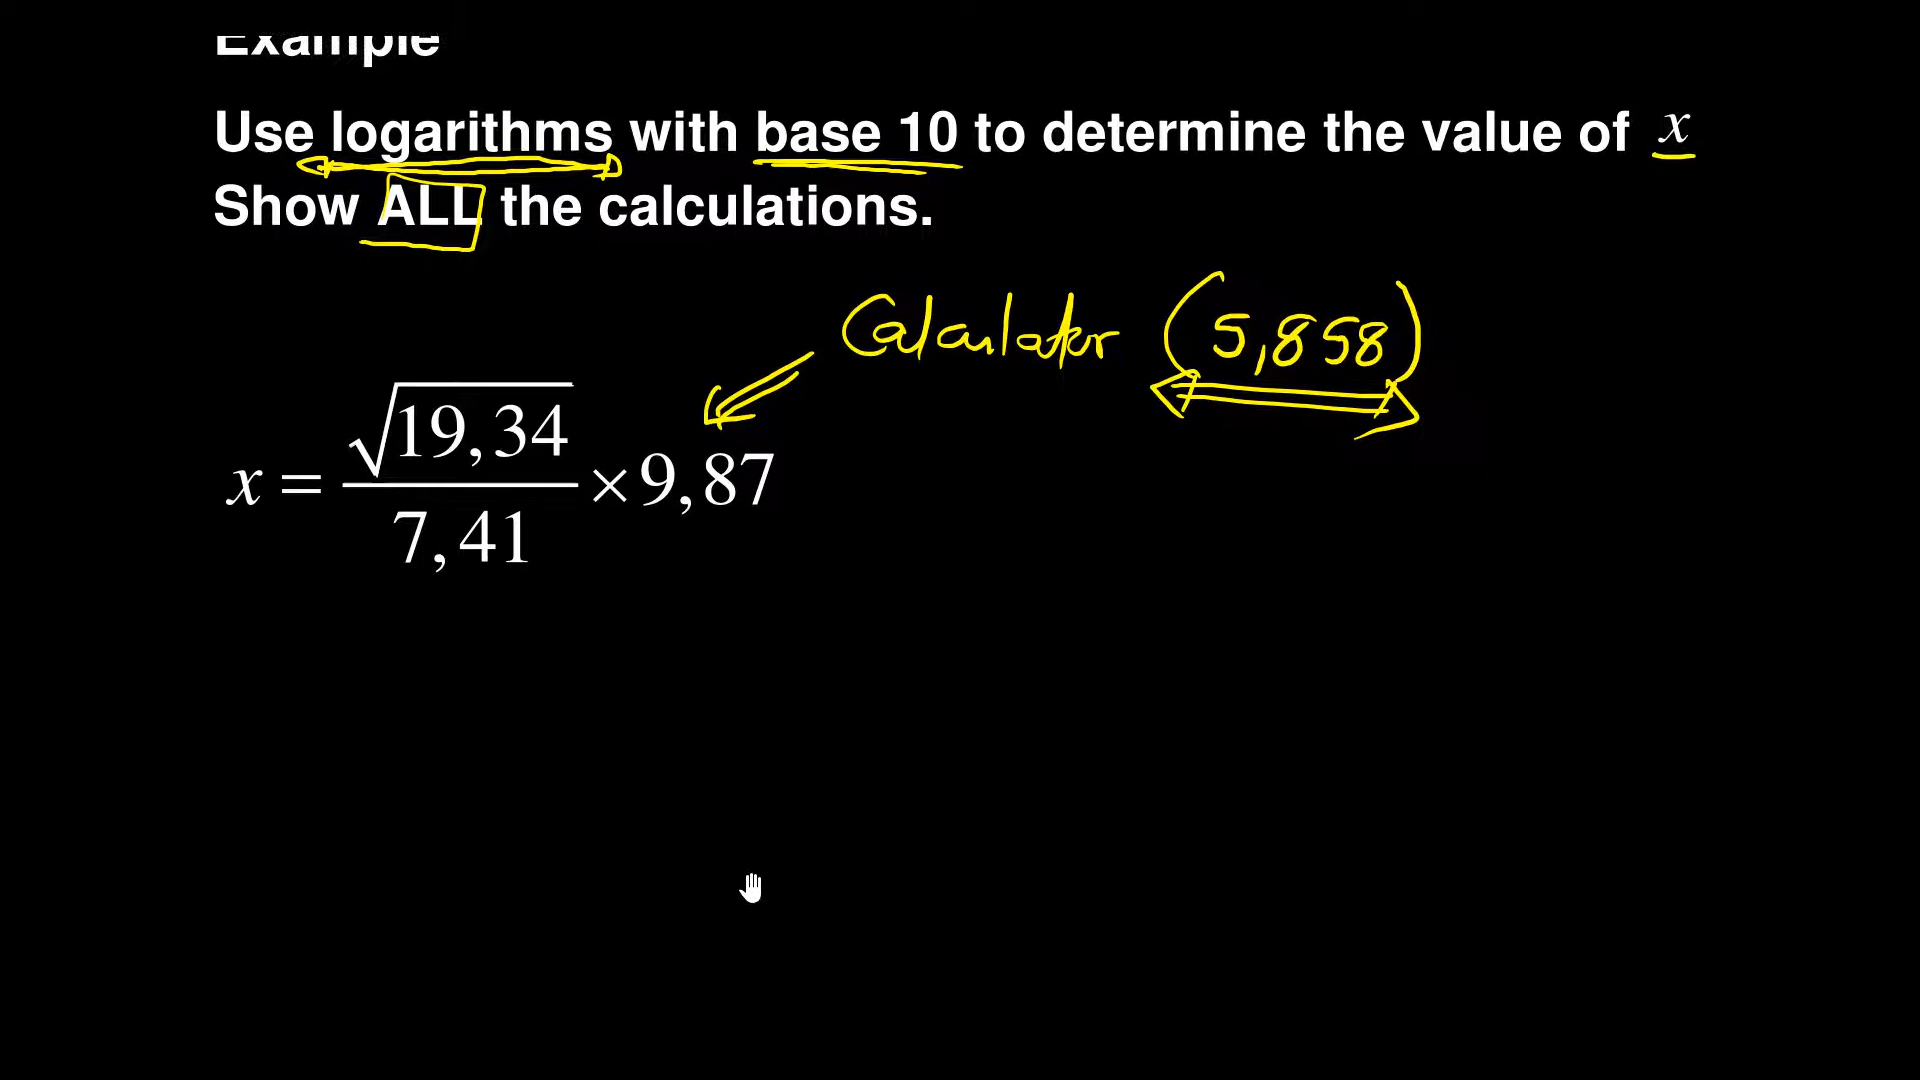 Example
Use logarithms with base 10 to determine the value of x
Show ALL the calculations.
Calculator (5,858)
x = √19,34 / 7,41 × 9,87